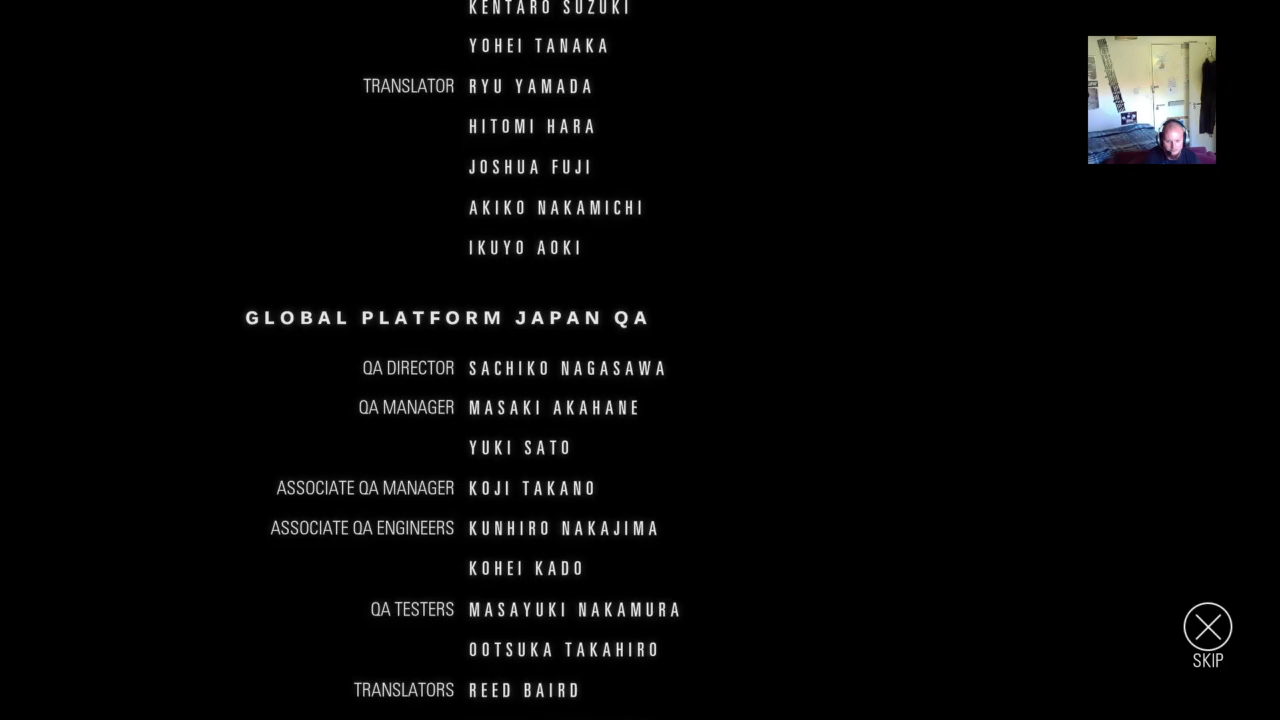 KENTARO SUZUKI
YOHEI TANAKA
TRANSLATOR RYU YAMADA
HITOMI HARA
JOSHUA FUJI
AKIKO NAKAMICHI
IKUYO AOKI
GLOBAL PLATFORM JAPAN QA
QA DIRECTOR SACHIKO NAGASAWA
QA MANAGER MASAKI AKAHANE
YUKI SATO
ASSOCIATE QA MANAGER KOJI TAKANO
ASSOCIATE QA ENGINEERS KUNHIRO NAKAJIMA
KOHEI KADO
QA TESTERS MASAYUKI NAKAMURA
OOTSUKA TAKAHIRO
TRANSLATORS REED BAIRD
SKIP